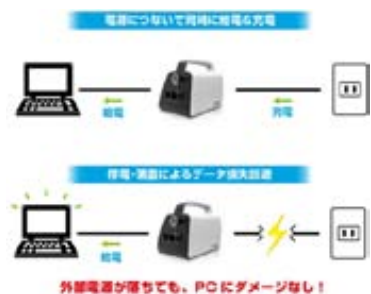 電源につないで同時に給電&充電
給電
充電
停電・瞬断によるデータ損失回避
給電
外部電源が落ちても、PCにダメージなし！